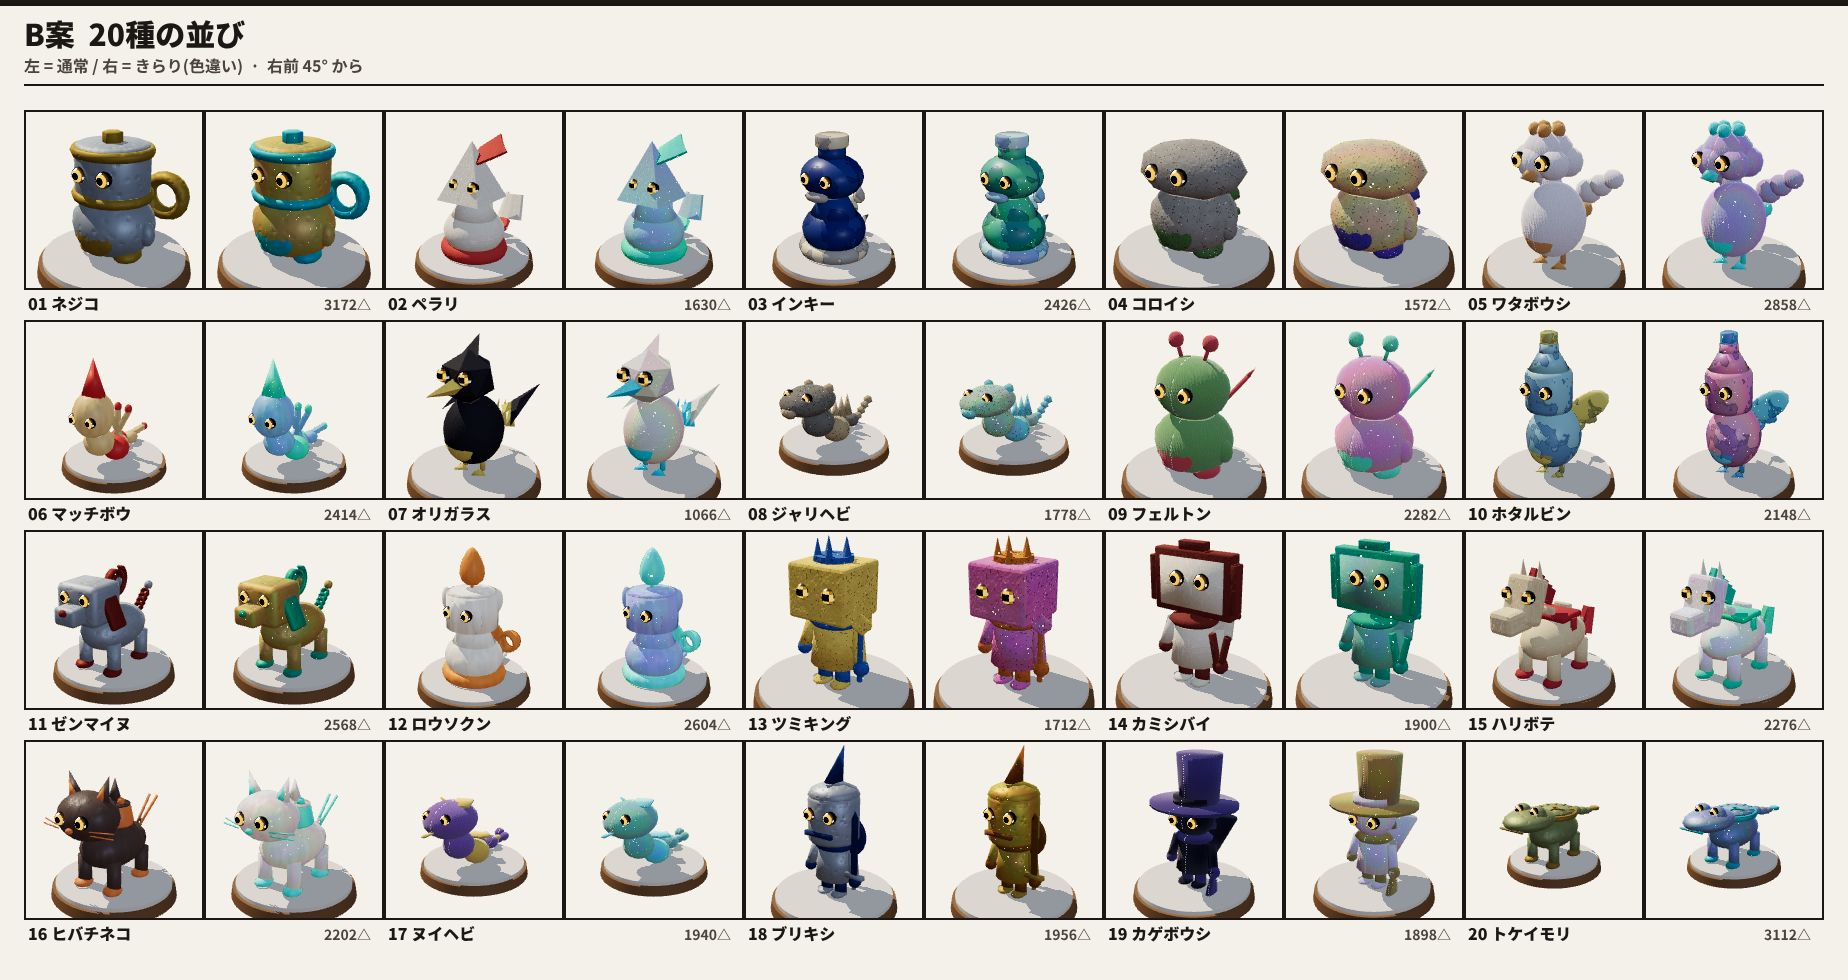 B案 20種の並び
左 = 通常 / 右 = きらり(色違い) · 右前 45° から
01 ネジコ 3172△ 02 ペラリ 1630△ 03 インキー 2426△ 04 コロイシ 1572△ 05 ワタボウシ 2858△
06 マッチボウ 2414△ 07 オリガラス 1066△ 08 ジャリヘビ 1778△ 09 フェルトン 2282△ 10 ホタルビン 2148△
11 ゼンマイヌ 2568△ 12 ロウソクン 2604△ 13 ツミキング 1712△ 14 カミシバイ 1900△ 15 ハリボテ 2276△
16 ヒバチネコ 2202△ 17 ヌイヘビ 1940△ 18 ブリキシ 1956△ 19 カゲボウシ 1898△ 20 トケイモリ 3112△